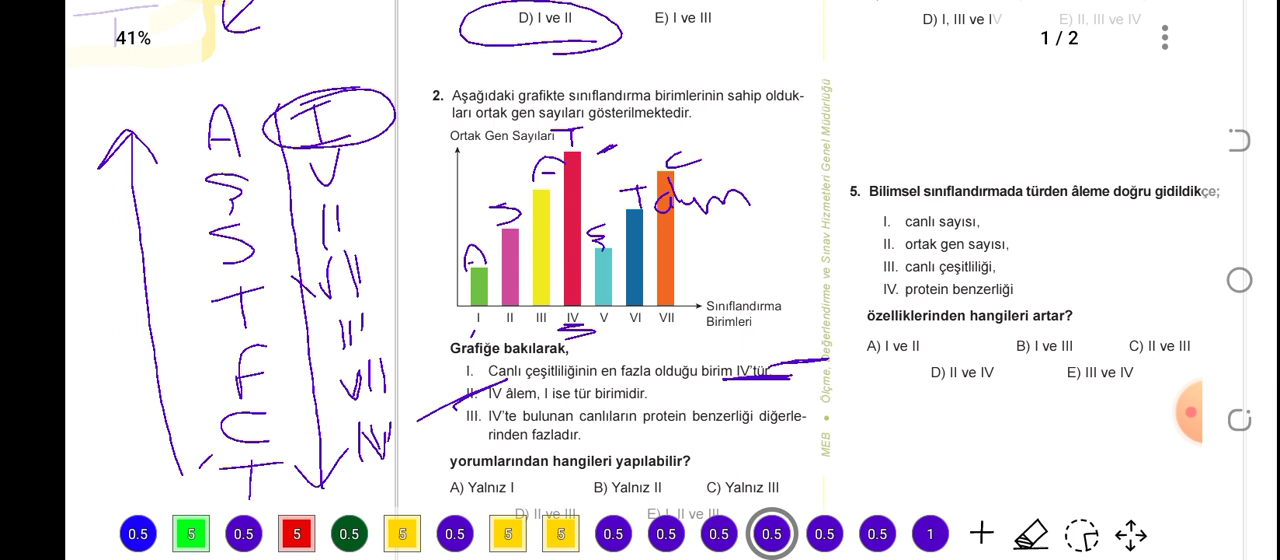 41%
A
Ş
Ş
T
F
C
T
I
V
II
VI
III
VII
IV
D) I ve II E) I ve III
2. Aşağıdaki grafikte sınıflandırma birimlerinin sahip olduk-
ları ortak gen sayıları gösterilmektedir.
Ortak Gen Sayıları
T
C
I II III IV V VI VII
Sınıflandırma
Birimleri
Grafiğe bakılarak,
I. Canlı çeşitliliğinin en fazla olduğu birim IV'tür.
II. IV âlem, I ise tür birimidir.
III. IV'te bulunan canlıların protein benzerliği diğerle-
rinden fazladır.
yorumlarından hangileri yapılabilir?
A) Yalnız I B) Yalnız II C) Yalnız III
D) II ve III E) I, II ve III
MEB ● Ölçme, Değerlendirme ve Sınav Hizmetleri Genel Müdürlüğü
D) I, III ve IV E) II, III ve IV
1 / 2
5. Bilimsel sınıflandırmada türden âleme doğru gidildikçe;
I. canlı sayısı,
II. ortak gen sayısı,
III. canlı çeşitliliği,
IV. protein benzerliği
özelliklerinden hangileri artar?
A) I ve II B) I ve III C) II ve III
D) II ve IV E) III ve IV
0.5 5 0.5 5 0.5 5 0.5 5 5 0.5 0.5 0.5 0.5 0.5 0.5 1